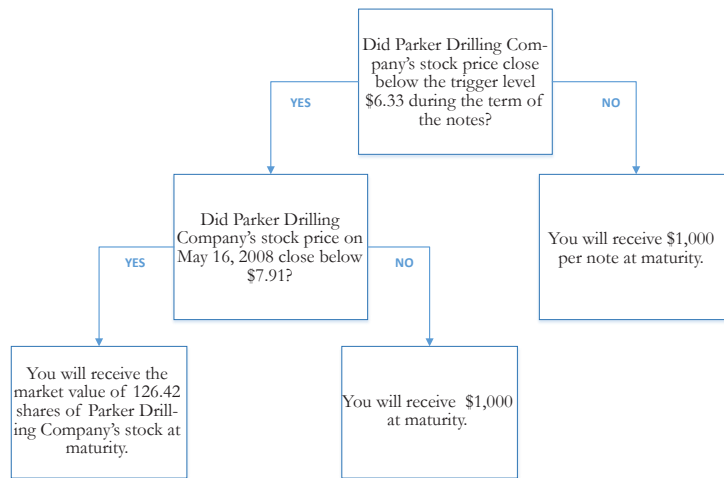 Did Parker Drilling Com-
pany's stock price close
below the trigger level
$6.33 during the term of
the notes?
YES
NO
Did Parker Drilling
Company's stock price on
May 16, 2008 close below
$7.91?
You will receive $1,000
per note at maturity.
YES
NO
You will receive the
market value of 126.42
shares of Parker Drill-
ing Company's stock at
maturity.
You will receive $1,000
at maturity.